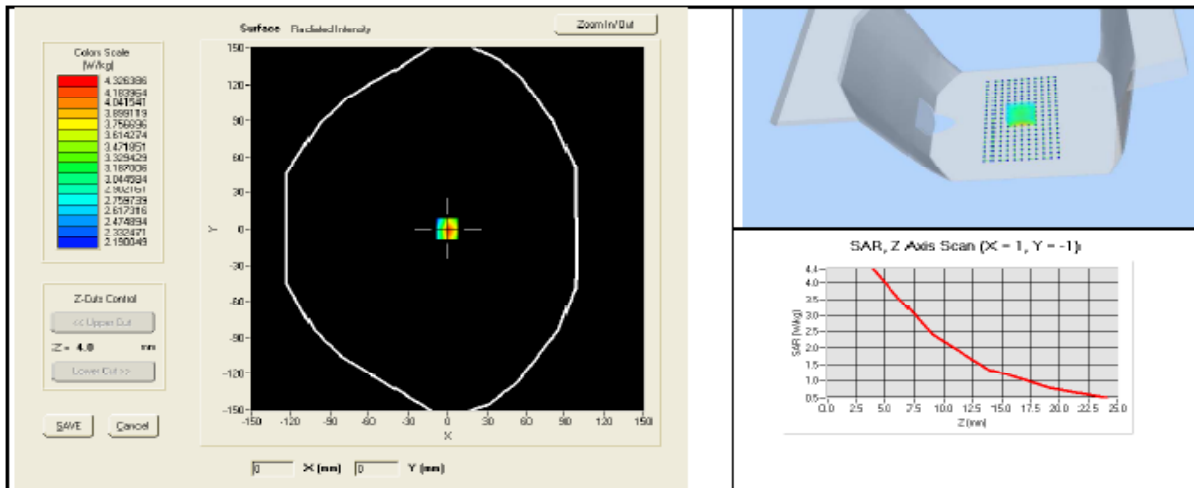 Surface Radiated Intensity
Zoom In/Out
Colors Scale
(W/kg)
4.326386
4.183964
4.041541
3.899119
3.756696
3.614274
3.471851
3.329429
3.187006
3.044584
2.902161
2.759739
2.617316
2.474894
2.332471
2.190049
Z-Cuts Control
<< Upper Cut
Z = 4.0 mm
Lower Cut >>
SAVE
Cancel
150
120
90
60
30
0
-30
-60
-90
-120
-150
Y
-150 -120 -90 -60 -30 0 30 60 90 120 150
X
0 X (mm) 0 Y (mm)
SAR, Z Axis Scan (X = 1, Y = -1)
4.4
4.0
3.5
3.0
2.5
2.0
1.5
1.0
0.5
SAR (W/kg)
0.0 2.5 5.0 7.5 10.0 12.5 15.0 17.5 20.0 22.5 25.0
Z (mm)